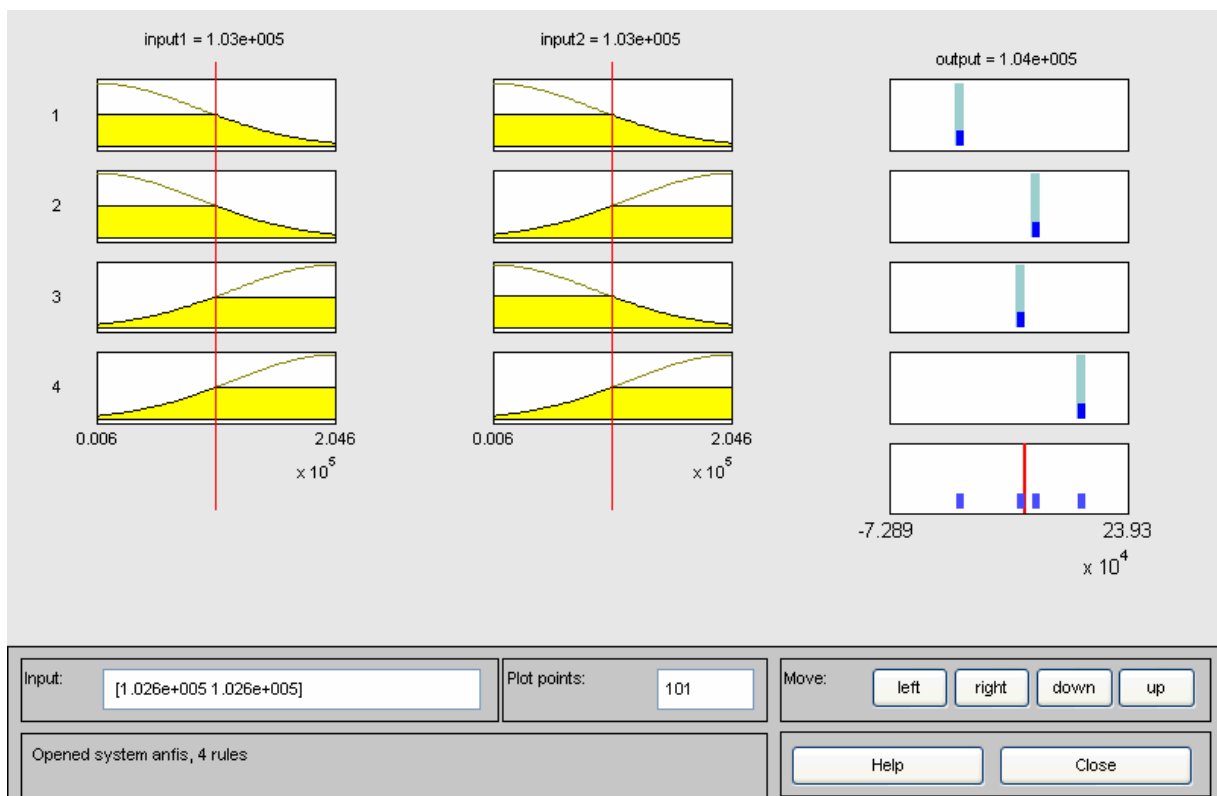 input1 = 1.03e+005
input2 = 1.03e+005
output = 1.04e+005
1
2
3
4
0.006
2.046
x 10^5
0.006
2.046
x 10^5
-7.289
23.93
x 10^4
Input:
[1.026e+005 1.026e+005]
Plot points:
101
Move:
left
right
down
up
Opened system anfis, 4 rules
Help
Close